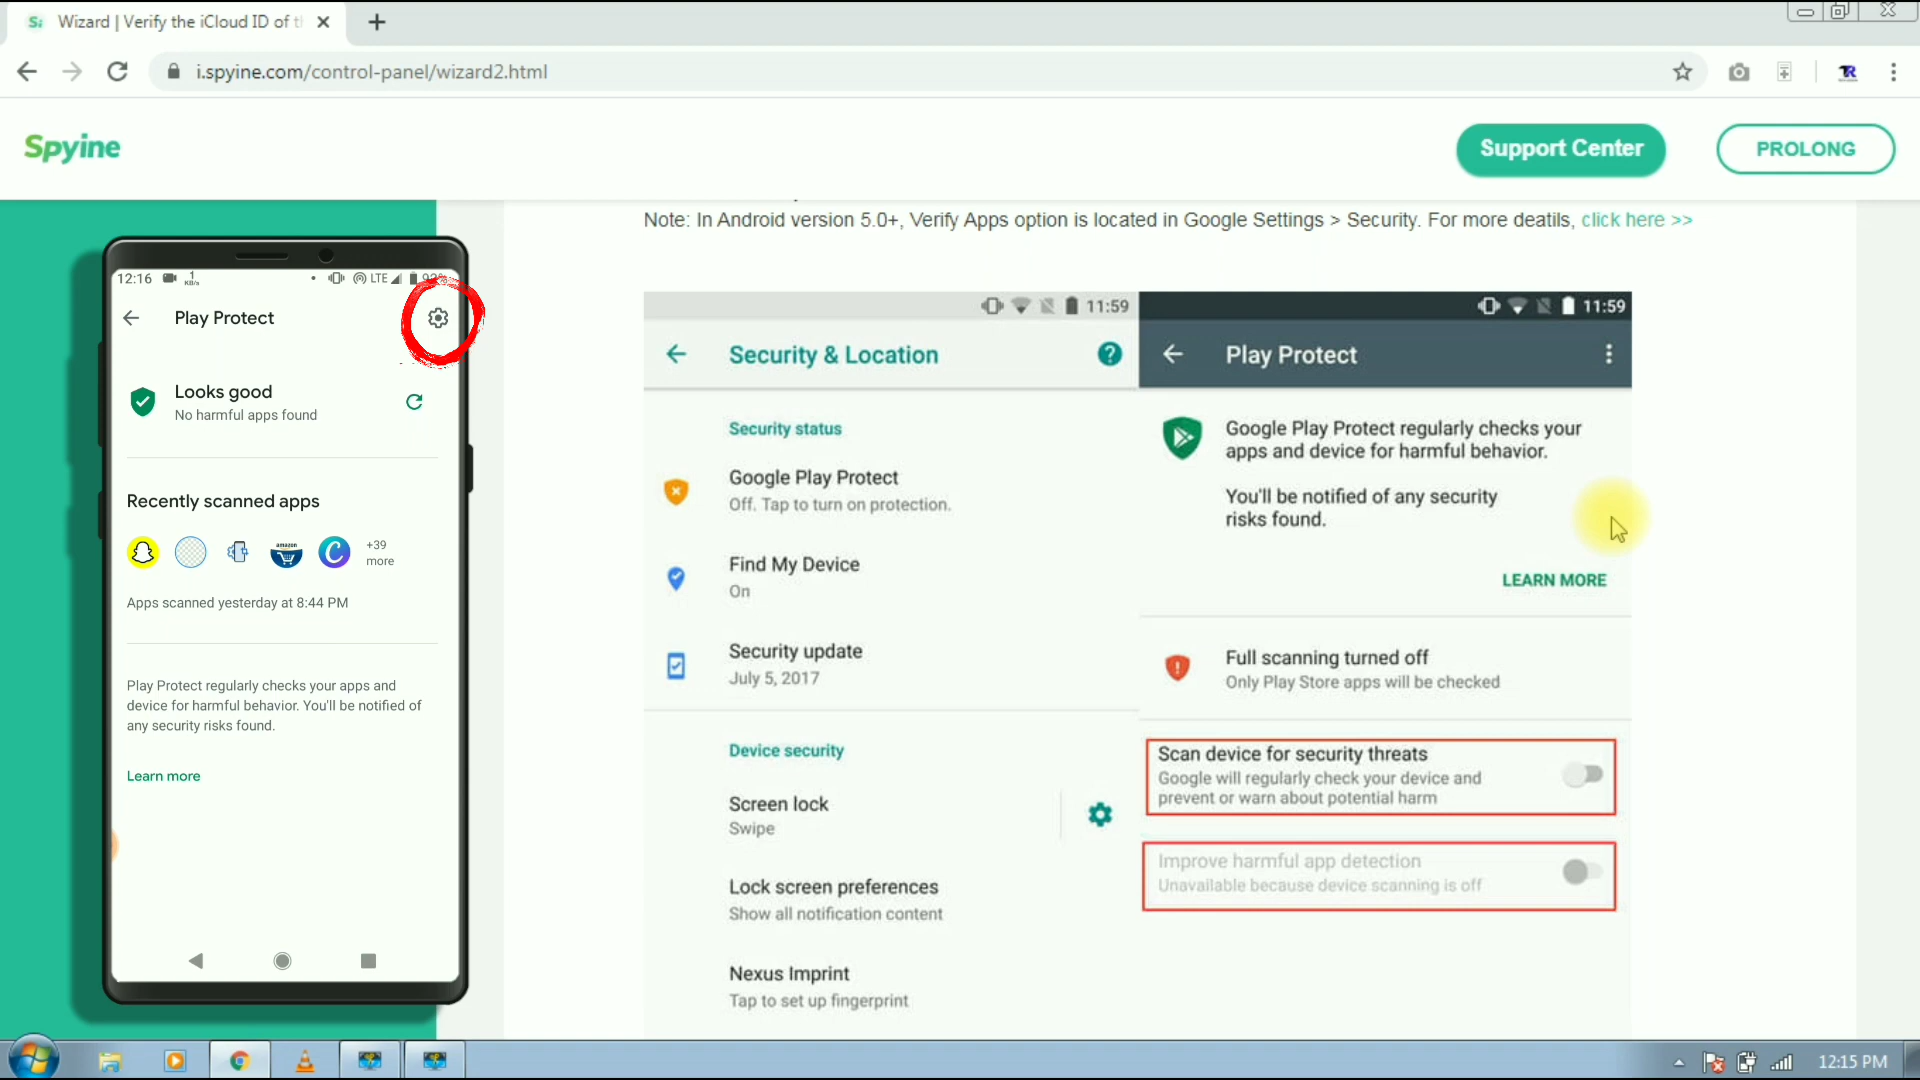 Wizard | Verify the iCloud ID of t
i.spyine.com/control-panel/wizard2.html
Spyine
Support Center
PROLONG
Note: In Android version 5.0+, Verify Apps option is located in Google Settings > Security. For more deatils, click here >>
12:16
1
KB/s
LTE
Play Protect
Looks good
No harmful apps found
Recently scanned apps
amazon
+39
more
Apps scanned yesterday at 8:44 PM
Play Protect regularly checks your apps and
device for harmful behavior. You'll be notified of
any security risks found.
Learn more
11:59
Security & Location
Security status
Google Play Protect
Off. Tap to turn on protection.
Find My Device
On
Security update
July 5, 2017
Device security
Screen lock
Swipe
Lock screen preferences
Show all notification content
Nexus Imprint
Tap to set up fingerprint
11:59
Play Protect
Google Play Protect regularly checks your
apps and device for harmful behavior.
You'll be notified of any security
risks found.
LEARN MORE
Full scanning turned off
Only Play Store apps will be checked
Scan device for security threats
Google will regularly check your device and
prevent or warn about potential harm
Improve harmful app detection
Unavailable because device scanning is off
12:15 PM